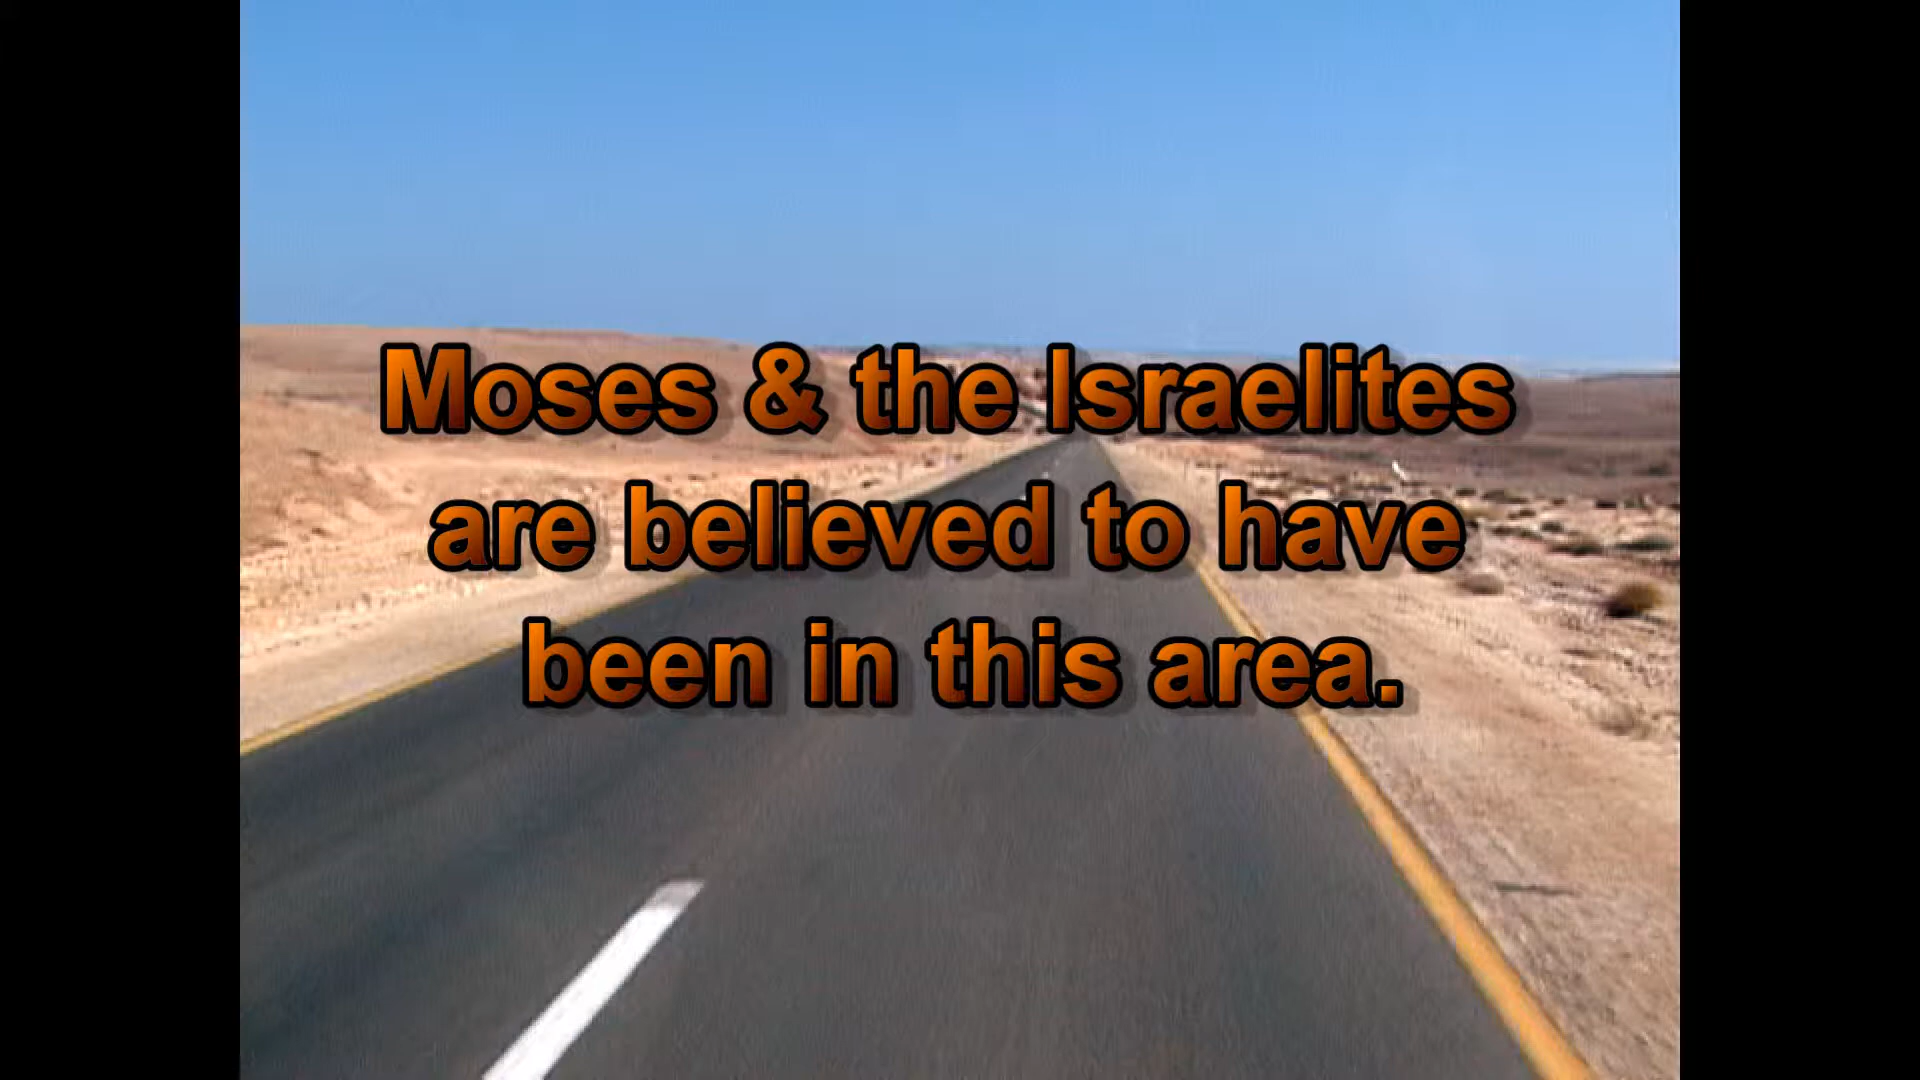 Moses & the Israelites
are believed to have
been in this area.